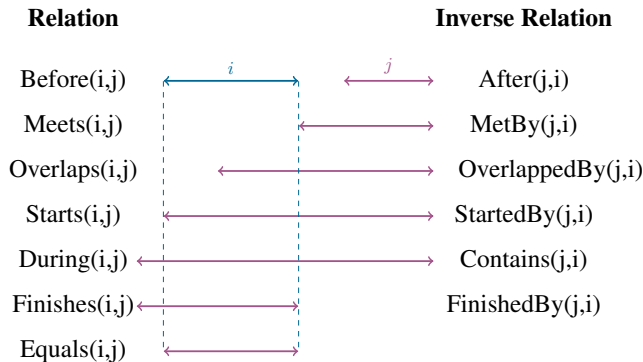 Relation Inverse Relation
Before(i,j) i j After(j,i)
Meets(i,j) MetBy(j,i)
Overlaps(i,j) OverlappedBy(j,i)
Starts(i,j) StartedBy(j,i)
During(i,j) Contains(j,i)
Finishes(i,j) FinishedBy(j,i)
Equals(i,j)